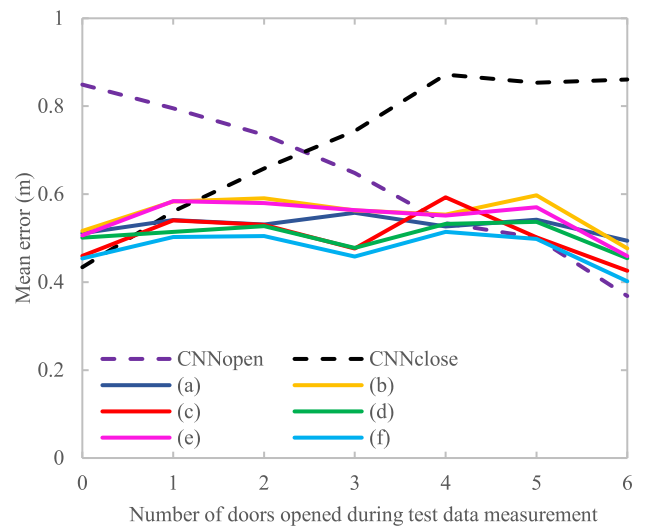 1
0.8
0.6
0.4
0.2
0
Mean error (m)
CNNopen CNNclose
(a) (b)
(c) (d)
(e) (f)
0 1 2 3 4 5 6
Number of doors opened during test data measurement